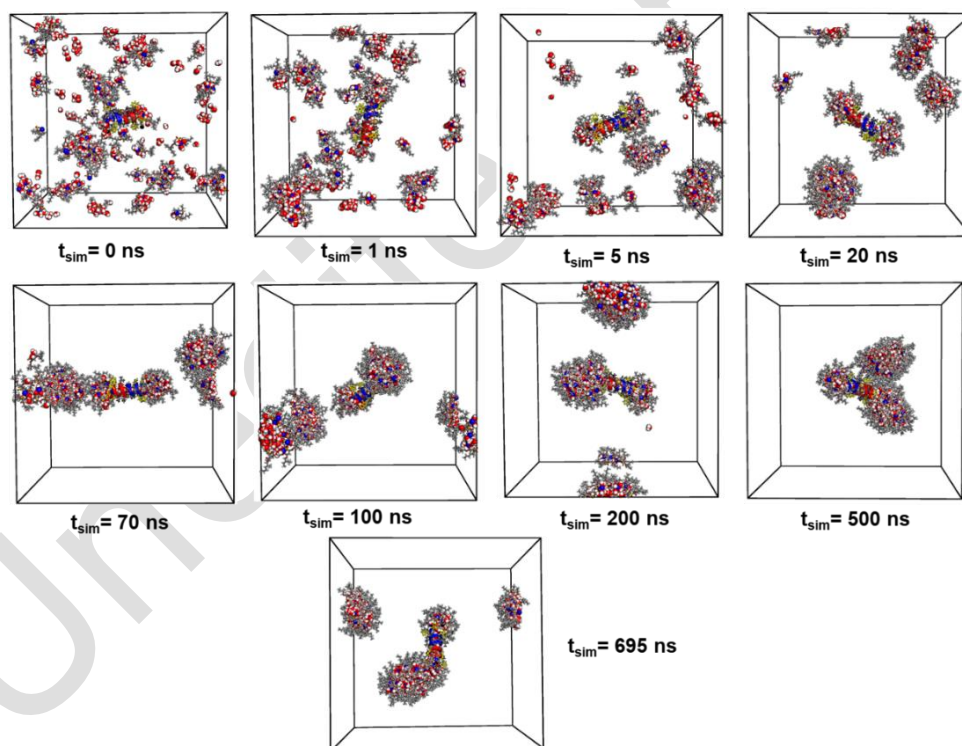 t_sim= 0 ns
t_sim= 1 ns
t_sim= 5 ns
t_sim= 20 ns
t_sim= 70 ns
t_sim= 100 ns
t_sim= 200 ns
t_sim= 500 ns
t_sim= 695 ns